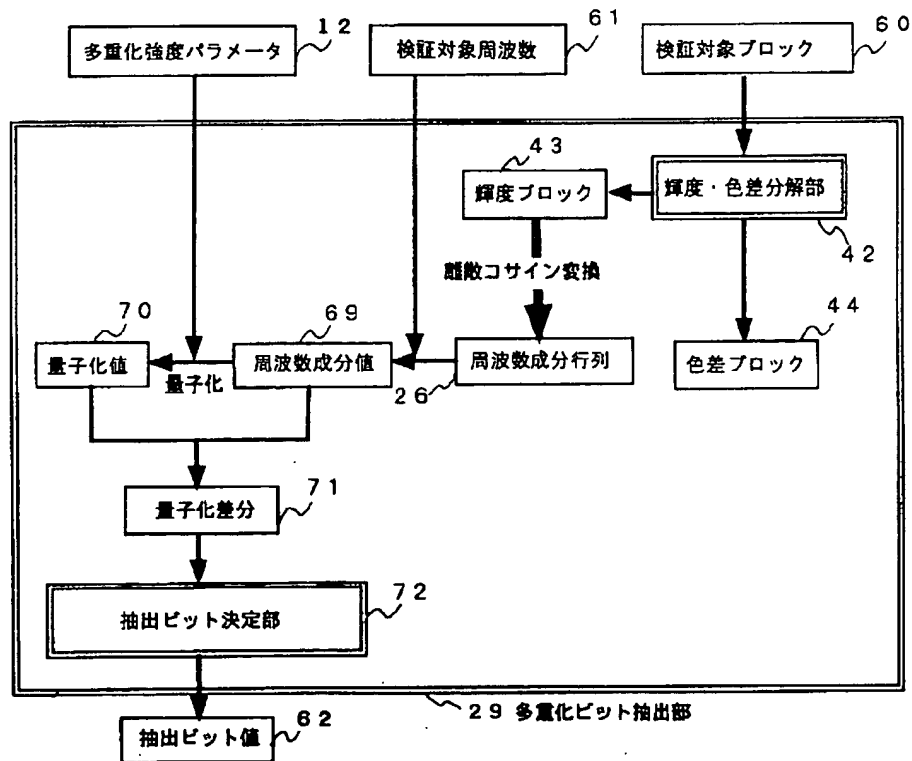 12
61
60
多重化強度パラメータ
検証対象周波数
検証対象ブロック
43
輝度ブロック
輝度・色差分解部
42
離散コサイン変換
70
69
44
量子化値
量子化
周波数成分値
周波数成分行列
26
色差ブロック
量子化差分
71
抽出ビット決定部
72
29 多重化ビット抽出部
抽出ビット値
62